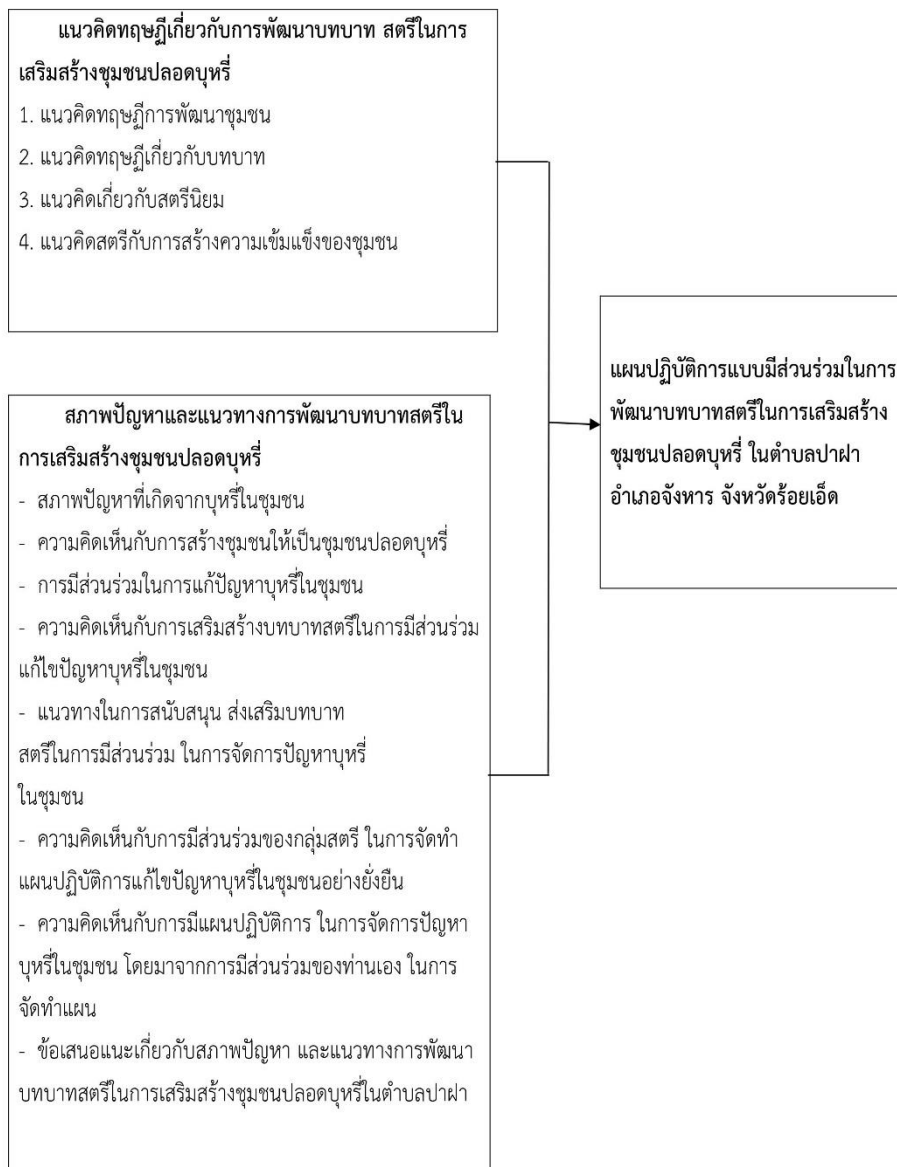 แนวคิดทฤษฎีเกี่ยวกับการพัฒนาบทบาท สตรีในการ
เสริมสร้างชุมชนปลอดบุหรี่
1. แนวคิดทฤษฎีการพัฒนาชุมชน
2. แนวคิดทฤษฎีเกี่ยวกับบทบาท
3. แนวคิดเกี่ยวกับสตรีนิยม
4. แนวคิดสตรีกับการสร้างความเข้มแข็งของชุมชน
สภาพปัญหาและแนวทางการพัฒนาบทบาทสตรีใน
การเสริมสร้างชุมชนปลอดบุหรี่
- สภาพปัญหาที่เกิดจากบุหรี่ในชุมชน
- ความคิดเห็นกับการสร้างชุมชนให้เป็นชุมชนปลอดบุหรี่
- การมีส่วนร่วมในการแก้ปัญหาบุหรี่ในชุมชน
- ความคิดเห็นกับการเสริมสร้างบทบาทสตรีในการมีส่วนร่วม
แก้ไขปัญหาบุหรี่ในชุมชน
- แนวทางในการสนับสนุน ส่งเสริมบทบาท
สตรีในการมีส่วนร่วม ในการจัดการปัญหาบุหรี่
ในชุมชน
- ความคิดเห็นกับการมีส่วนร่วมของกลุ่มสตรี ในการจัดทำ
แผนปฏิบัติการแก้ไขปัญหาบุหรี่ในชุมชนอย่างยั่งยืน
- ความคิดเห็นกับการมีแผนปฏิบัติการ ในการจัดการปัญหา
บุหรี่ในชุมชน โดยมาจากการมีส่วนร่วมของท่านเอง ในการ
จัดทำแผน
- ข้อเสนอแนะเกี่ยวกับสภาพปัญหา และแนวทางการพัฒนา
บทบาทสตรีในการเสริมสร้างชุมชนปลอดบุหรี่ในตำบลปาฝา
แผนปฏิบัติการแบบมีส่วนร่วมในการ
พัฒนาบทบาทสตรีในการเสริมสร้าง
ชุมชนปลอดบุหรี่ ในตำบลปาฝา
อำเภอจังหาร จังหวัดร้อยเอ็ด